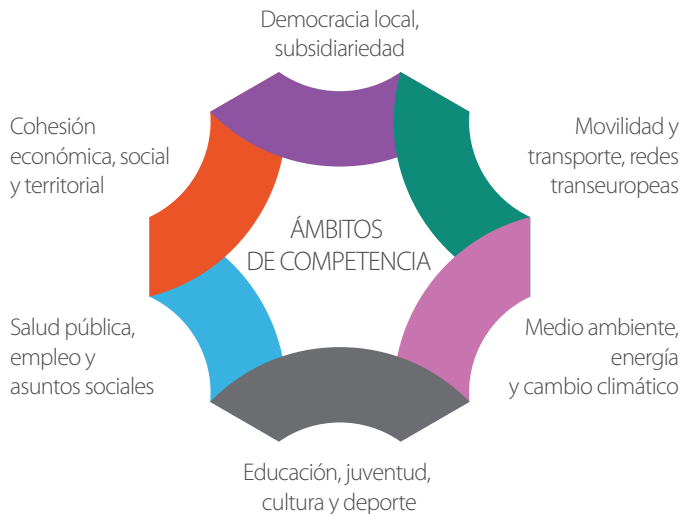 Democracia local,
subsidiariedad
Cohesión
económica, social
y territorial
Movilidad y
transporte, redes
transeuropeas
ÁMBITOS
DE COMPETENCIA
Salud pública,
empleo y
asuntos sociales
Medio ambiente,
energía
y cambio climático
Educación, juventud,
cultura y deporte